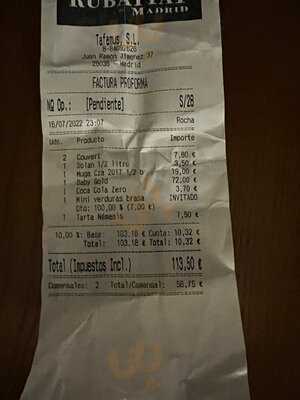 RUBAIYAT
MADRID
Tafemus, S.L.
Juan Ramon Jimenez 37
28036 - Madrid
FACTURA PROFORMA
NQ Op.: [Pendiente] S/28
16/07/2022 23:07 Rocha
Uds. Producto Importe
2 Couvert 7,80 €
1 Solan 1/2 litro 3,50 €
1 Muga Cza 2017 1/2 b 19,00 €
1 Baby Gold 72,00 €
1 Coca Cola Zero 3,70 €
1 Mini verduras brasa INVITADO
Dto: 100,00 % (7,00 €)
1 Tarta Némesis 7,50 €
10,00 %: Base: 103,18 € Cuota: 10,32 €
Total: 103,18 € Total: 10,32 €
Total (Impuestos Incl.) 113,50 €
Comensales: 2 Total/Comensal: 56,75 €